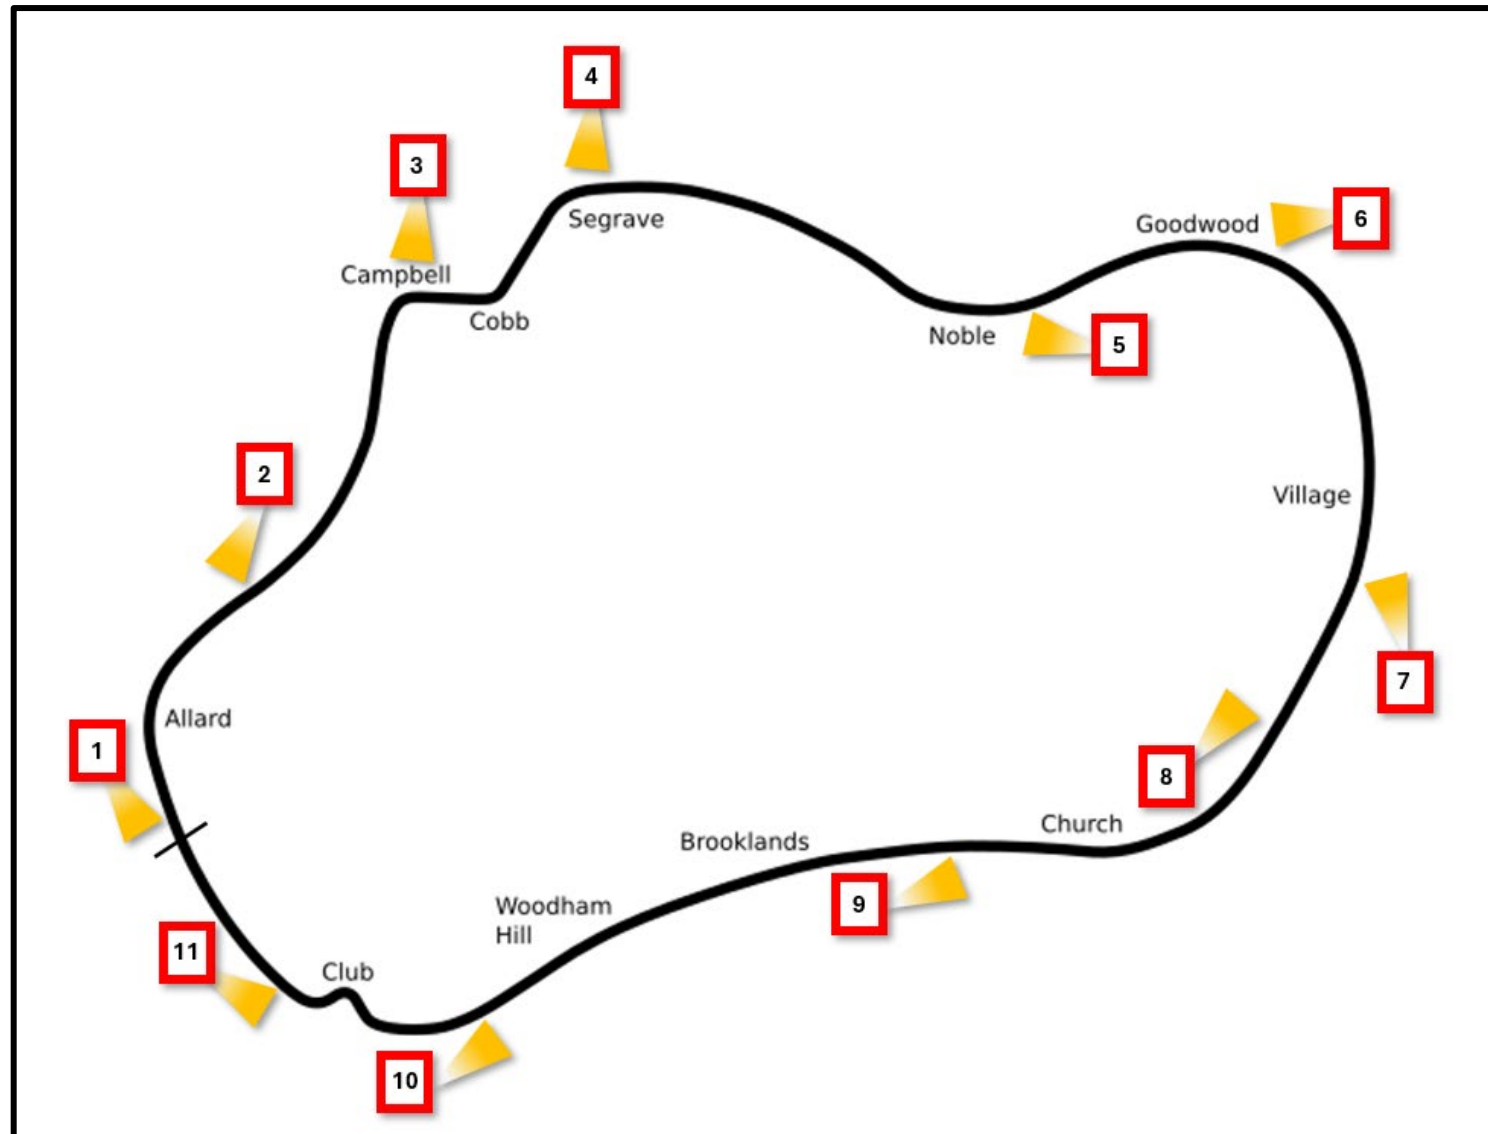 4
3
Segrave
Goodwood
6
Campbell
Cobb
Noble
5
2
Village
7
Allard
1
8
Church
Brooklands
9
Woodham
Hill
11
Club
10